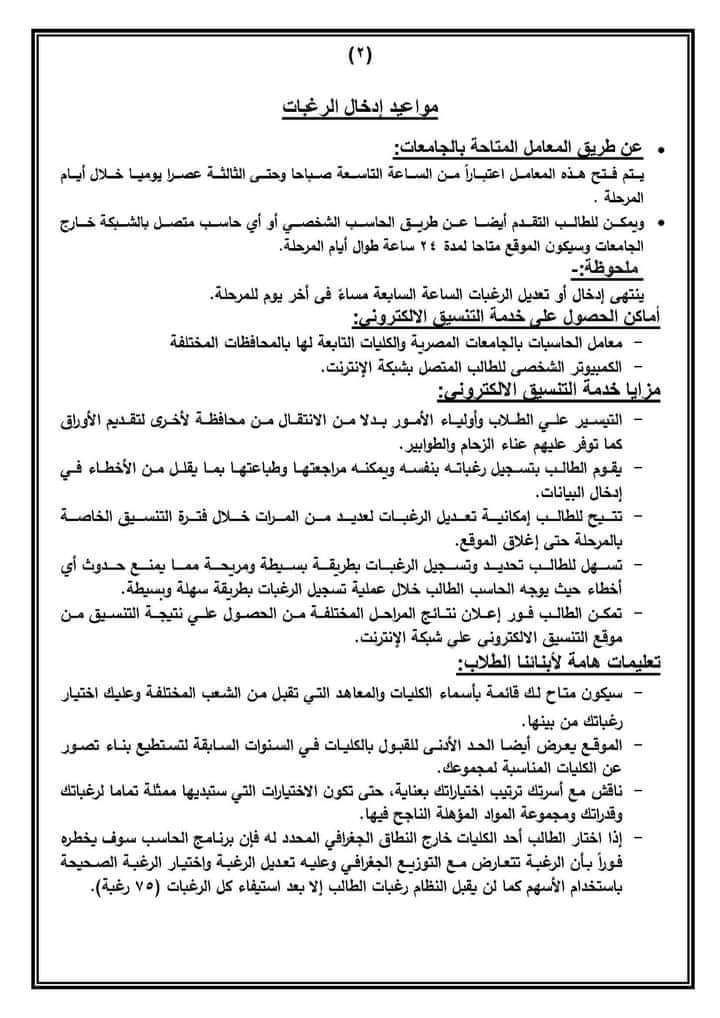 (٢)
مواعيد إدخال الرغبات
• عن طريق المعامل المتاحة بالجامعات:
يتم فتح هذه المعامل اعتباراً من الساعة التاسعة صباحا وحتى الثالثة عصرا يوميا خلال أيام
المرحلة .
• ويمكن للطالب التقدم أيضا عن طريق الحاسب الشخصي أو أي حاسب متصل بالشبكة خارج
الجامعات وسيكون الموقع متاحا لمدة ٢٤ ساعة طوال أيام المرحلة.
ملحوظة:-
ينتهى إدخال أو تعديل الرغبات الساعة السابعة مساءً فى أخر يوم للمرحلة.
أماكن الحصول على خدمة التنسيق الالكتروني:
- معامل الحاسبات بالجامعات المصرية والكليات التابعة لها بالمحافظات المختلفة
- الكمبيوتر الشخصى للطالب المتصل بشبكة الإنترنت.
مزايا خدمة التنسيق الالكتروني:
- التيسير علي الطلاب وأولياء الأمور بدلا من الانتقال من محافظة لأخرى لتقديم الأوراق
كما توفر عليهم عناء الزحام والطوابير.
- يقوم الطالب بتسجيل رغباته بنفسه ويمكنه مراجعتها وطباعتها بما يقلل من الأخطاء في
إدخال البيانات.
- تتيح للطالب إمكانية تعديل الرغبات لعديد من المرات خلال فترة التنسيق الخاصة
بالمرحلة حتى إغلاق الموقع.
- تسهل للطالب تحديد وتسجيل الرغبات بطريقة بسيطة ومريحة مما يمنع حدوث أي
أخطاء حيث يوجه الحاسب الطالب خلال عملية تسجيل الرغبات بطريقة سهلة وبسيطة.
- تمكن الطالب فور إعلان نتائج المراحل المختلفة من الحصول علي نتيجة التنسيق من
موقع التنسيق الالكترونى علي شبكة الإنترنت.
تعليمات هامة لأبنائنا الطلاب:
- سيكون متاح لك قائمة بأسماء الكليات والمعاهد التي تقبل من الشعب المختلفة وعليك اختيار
رغباتك من بينها.
- الموقع يعرض أيضا الحد الأدنى للقبول بالكليات في السنوات السابقة لتستطيع بناء تصور
عن الكليات المناسبة لمجموعك.
- ناقش مع أسرتك ترتيب اختياراتك بعناية، حتى تكون الاختيارات التي ستبديها ممثلة تماما لرغباتك
وقدراتك ومجموعة المواد المؤهلة الناجح فيها.
- إذا اختار الطالب أحد الكليات خارج النطاق الجغرافي المحدد له فإن برنامج الحاسب سوف يخطره
فوراً بأن الرغبة تتعارض مع التوزيع الجغرافي وعليه تعديل الرغبة واختيار الرغبة الصحيحة
باستخدام الأسهم كما لن يقبل النظام رغبات الطالب إلا بعد استيفاء كل الرغبات (٧٥ رغبة).